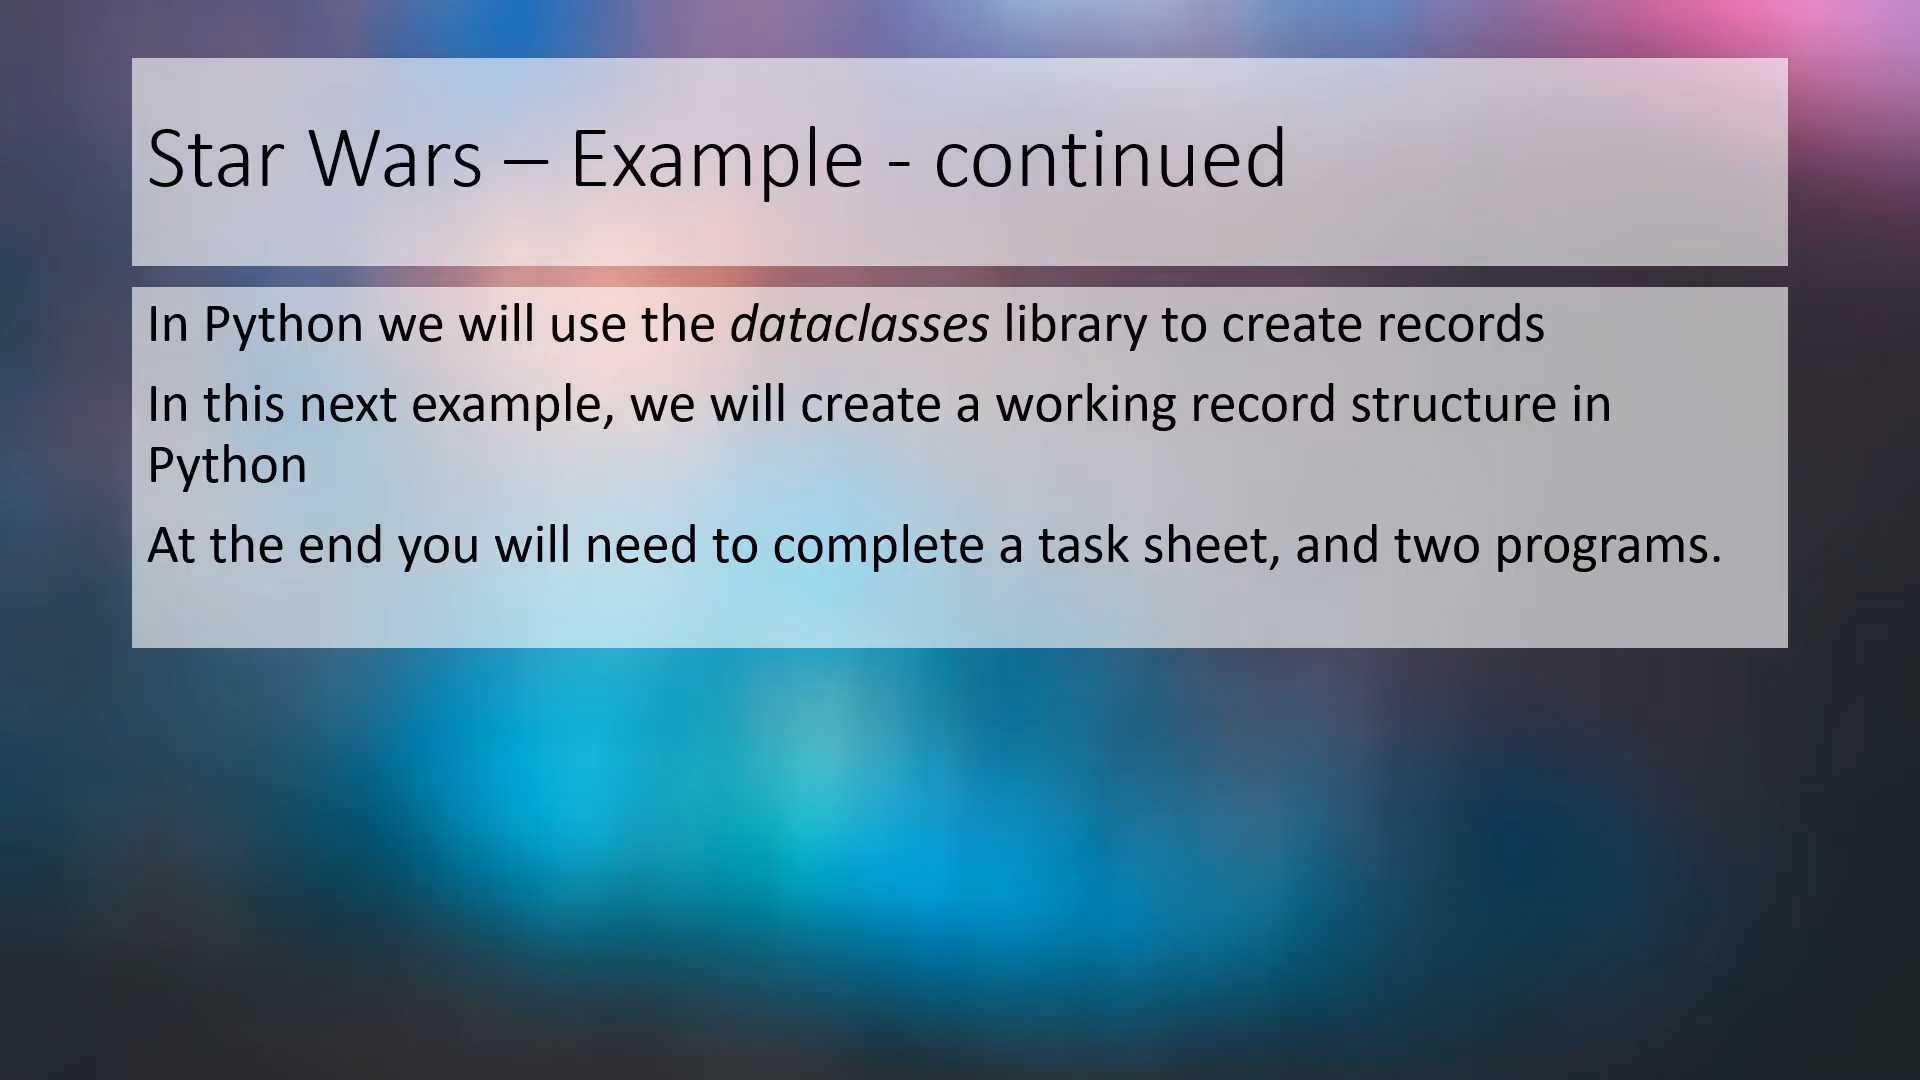 Star Wars – Example - continued
In Python we will use the dataclasses library to create records
In this next example, we will create a working record structure in
Python
At the end you will need to complete a task sheet, and two programs.